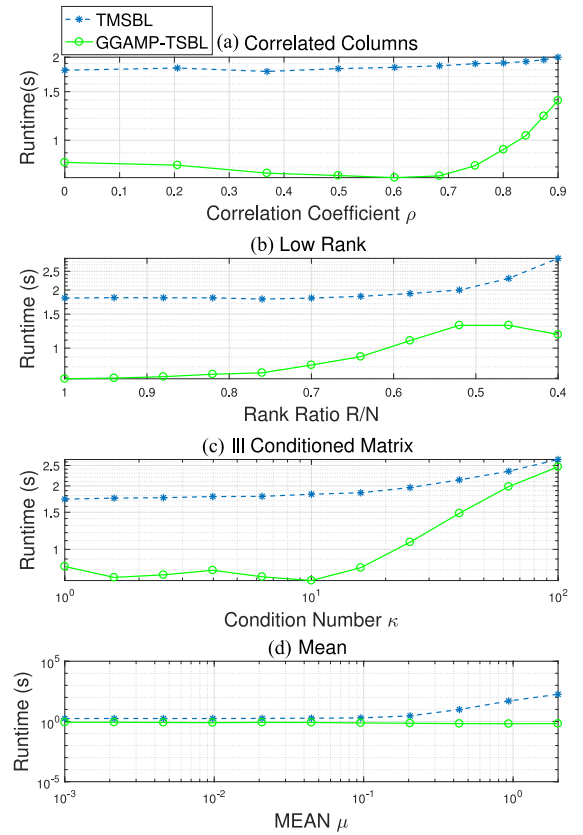 TMSBL
GGAMP-TSBL
(a) Correlated Columns
Runtime(s)
2
1.5
1
0 0.1 0.2 0.3 0.4 0.5 0.6 0.7 0.8 0.9
Correlation Coefficient ρ
(b) Low Rank
Runtime (s)
2.5
2
1.5
1
1 0.9 0.8 0.7 0.6 0.5 0.4
Rank Ratio R/N
(c) Ill Conditioned Matrix
Runtime (s)
2.5
2
1.5
1
10^0 10^1 10^2
Condition Number κ
(d) Mean
Runtime (s)
10^5
10^0
10^-5
10^-3 10^-2 10^-1 10^0
MEAN μ